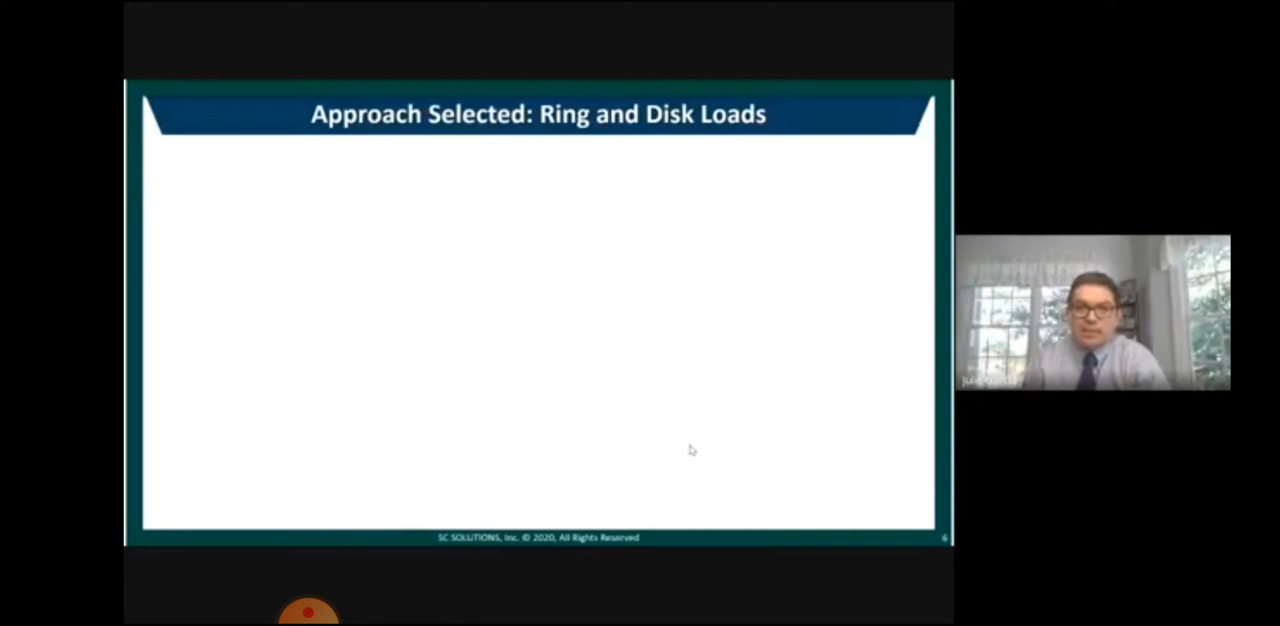 Approach Selected: Ring and Disk Loads
SC SOLUTIONS, Inc. © 2020, All Rights Reserved
6